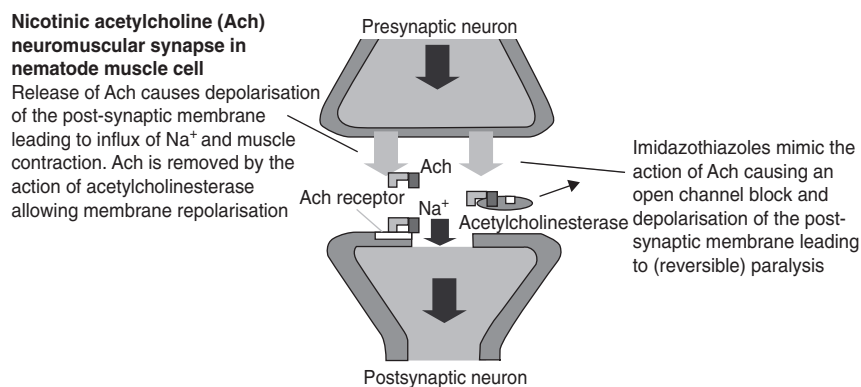 Nicotinic acetylcholine (Ach)
neuromuscular synapse in
nematode muscle cell
Release of Ach causes depolarisation
of the post-synaptic membrane
leading to influx of Na⁺ and muscle
contraction. Ach is removed by the
action of acetylcholinesterase
allowing membrane repolarisation
Presynaptic neuron
Ach
Ach receptor
Na⁺
Acetylcholinesterase
Imidazothiazoles mimic the
action of Ach causing an
open channel block and
depolarisation of the post-
synaptic membrane leading
to (reversible) paralysis
Postsynaptic neuron